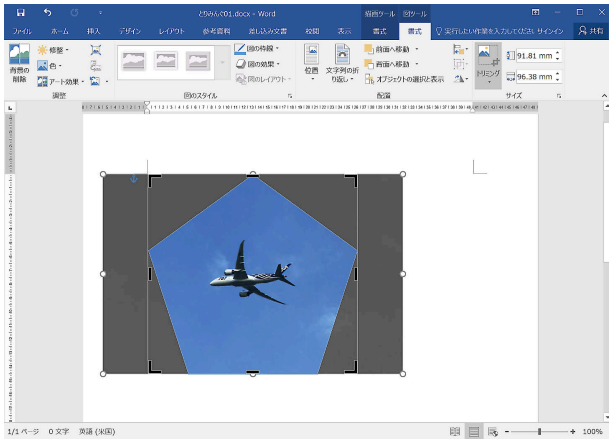 とりみんぐ01.docx - Word
描画ツール 図ツール
ファイル ホーム 挿入 デザイン レイアウト 参考資料 差し込み文書 校閲 表示 書式 書式 実行したい作業を入力してください サインイン 共有
背景の削除
修整
色
アート効果
図の枠線
図の効果
図のレイアウト
位置
文字列の折り返し
前面へ移動
背面へ移動
オブジェクトの選択と表示
トリミング
91.81 mm
96.38 mm
調整 図のスタイル 配置 サイズ
1/1 ページ 0 文字 英語 (米国) 100%